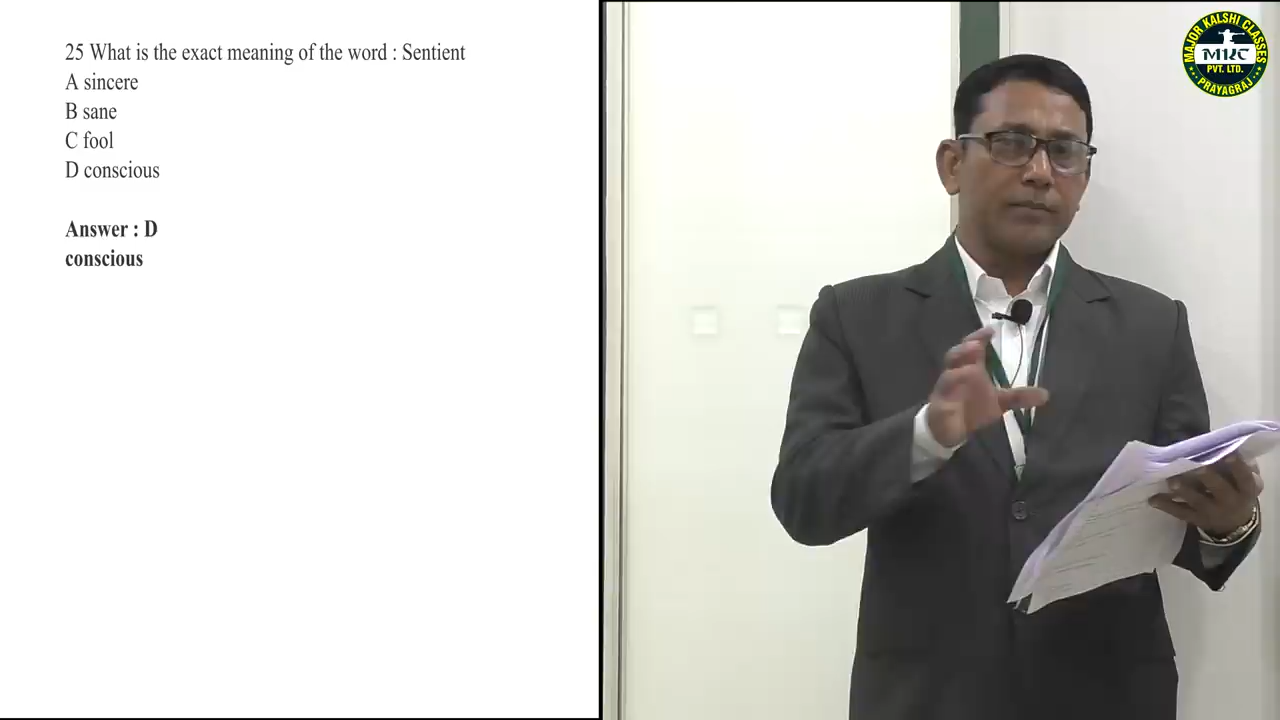 25 What is the exact meaning of the word : Sentient
A sincere
B sane
C fool
D conscious
Answer : D
conscious
MAJOR KALSHI CLASSES
MKC
PVT. LTD.
PRAYAGRAJ